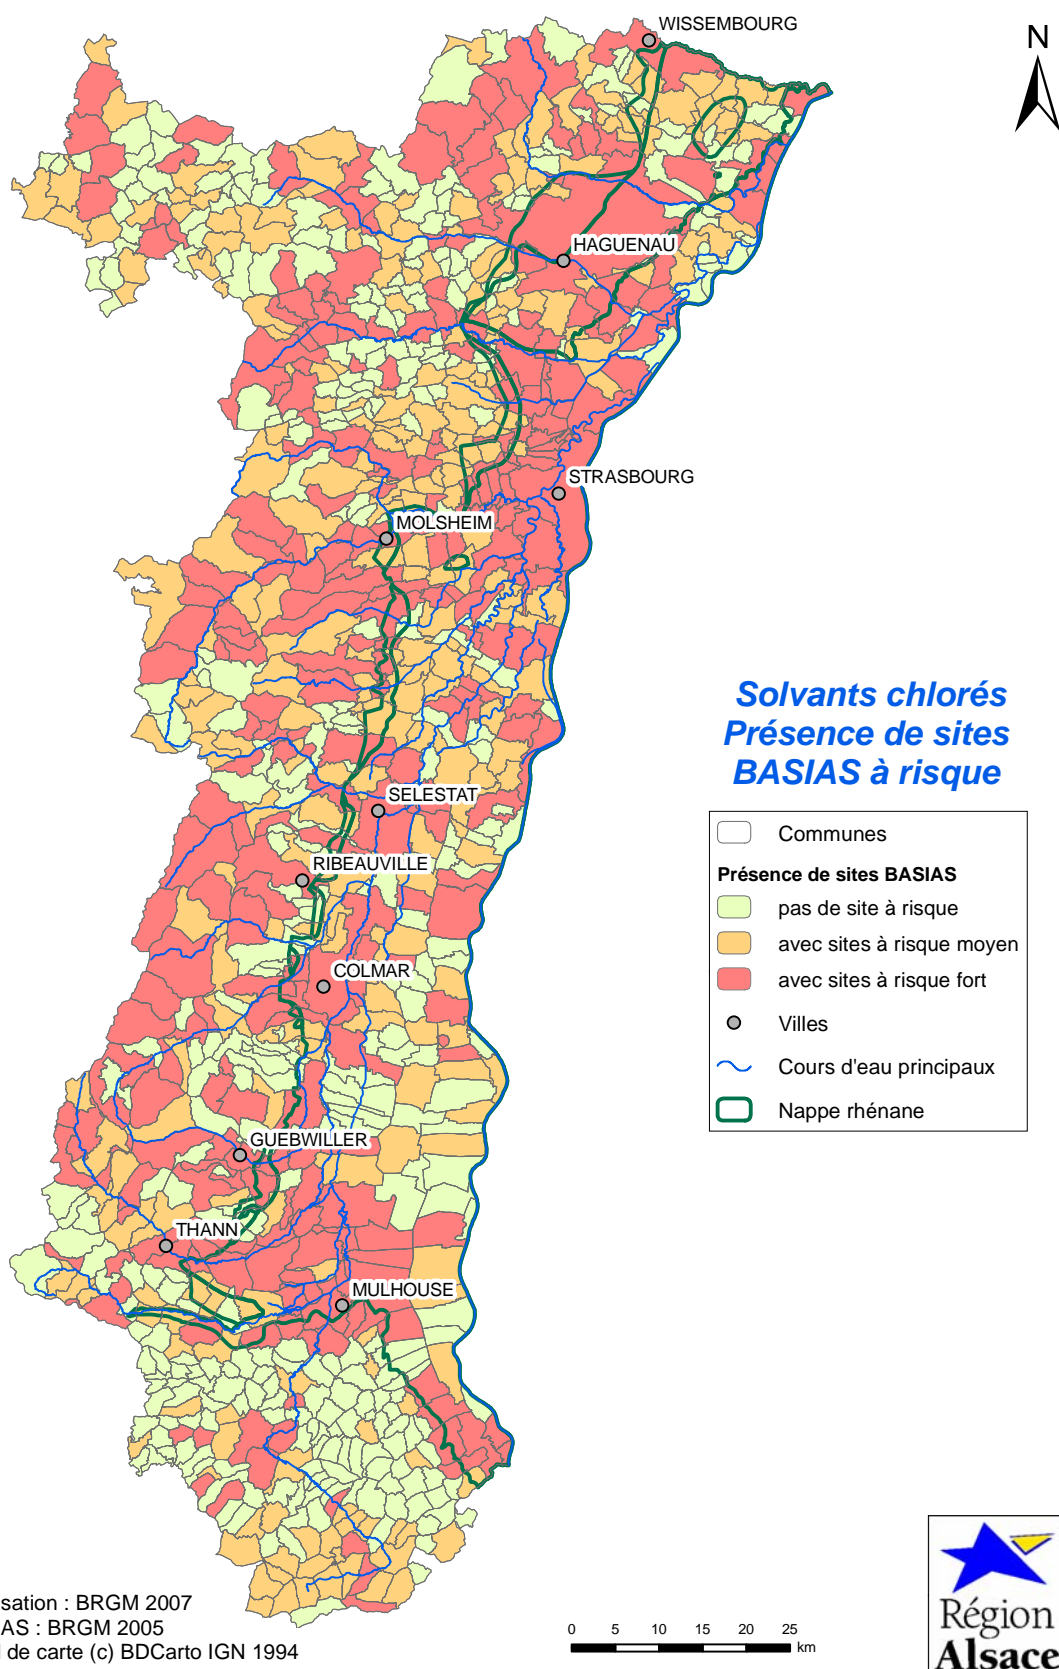 WISSEMBOURG
N
HAGUENAU
STRASBOURG
MOLSHEIM
Solvants chlorés
Présence de sites
BASIAS à risque
SELESTAT
Communes
RIBEAUVILLE
Présence de sites BASIAS
pas de site à risque
avec sites à risque moyen
COLMAR
avec sites à risque fort
Villes
Cours d'eau principaux
Nappe rhénane
GUEBWILLER
THANN
MULHOUSE
sation : BRGM 2007
AS : BRGM 2005
de carte (c) BDCarto IGN 1994
0 5 10 15 20 25
km
Région
Alsace